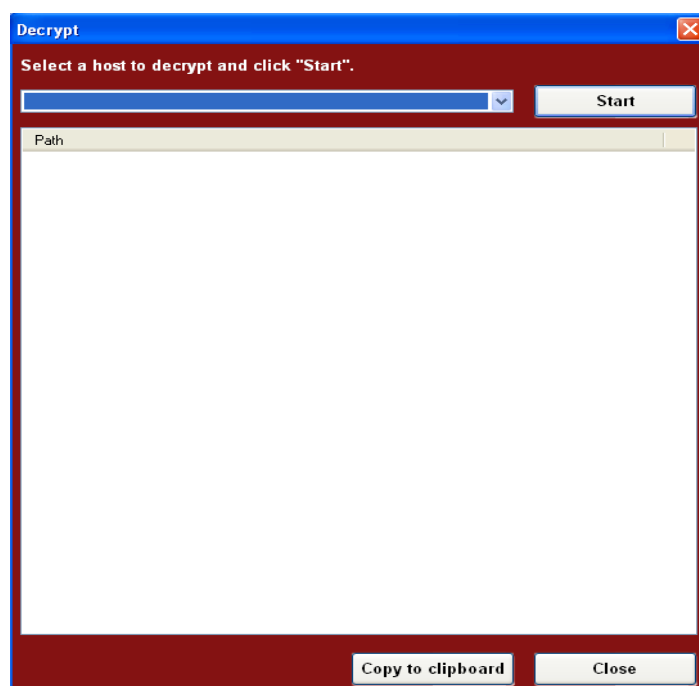 Decrypt
Select a host to decrypt and click "Start".
Start
Path
Copy to clipboard
Close